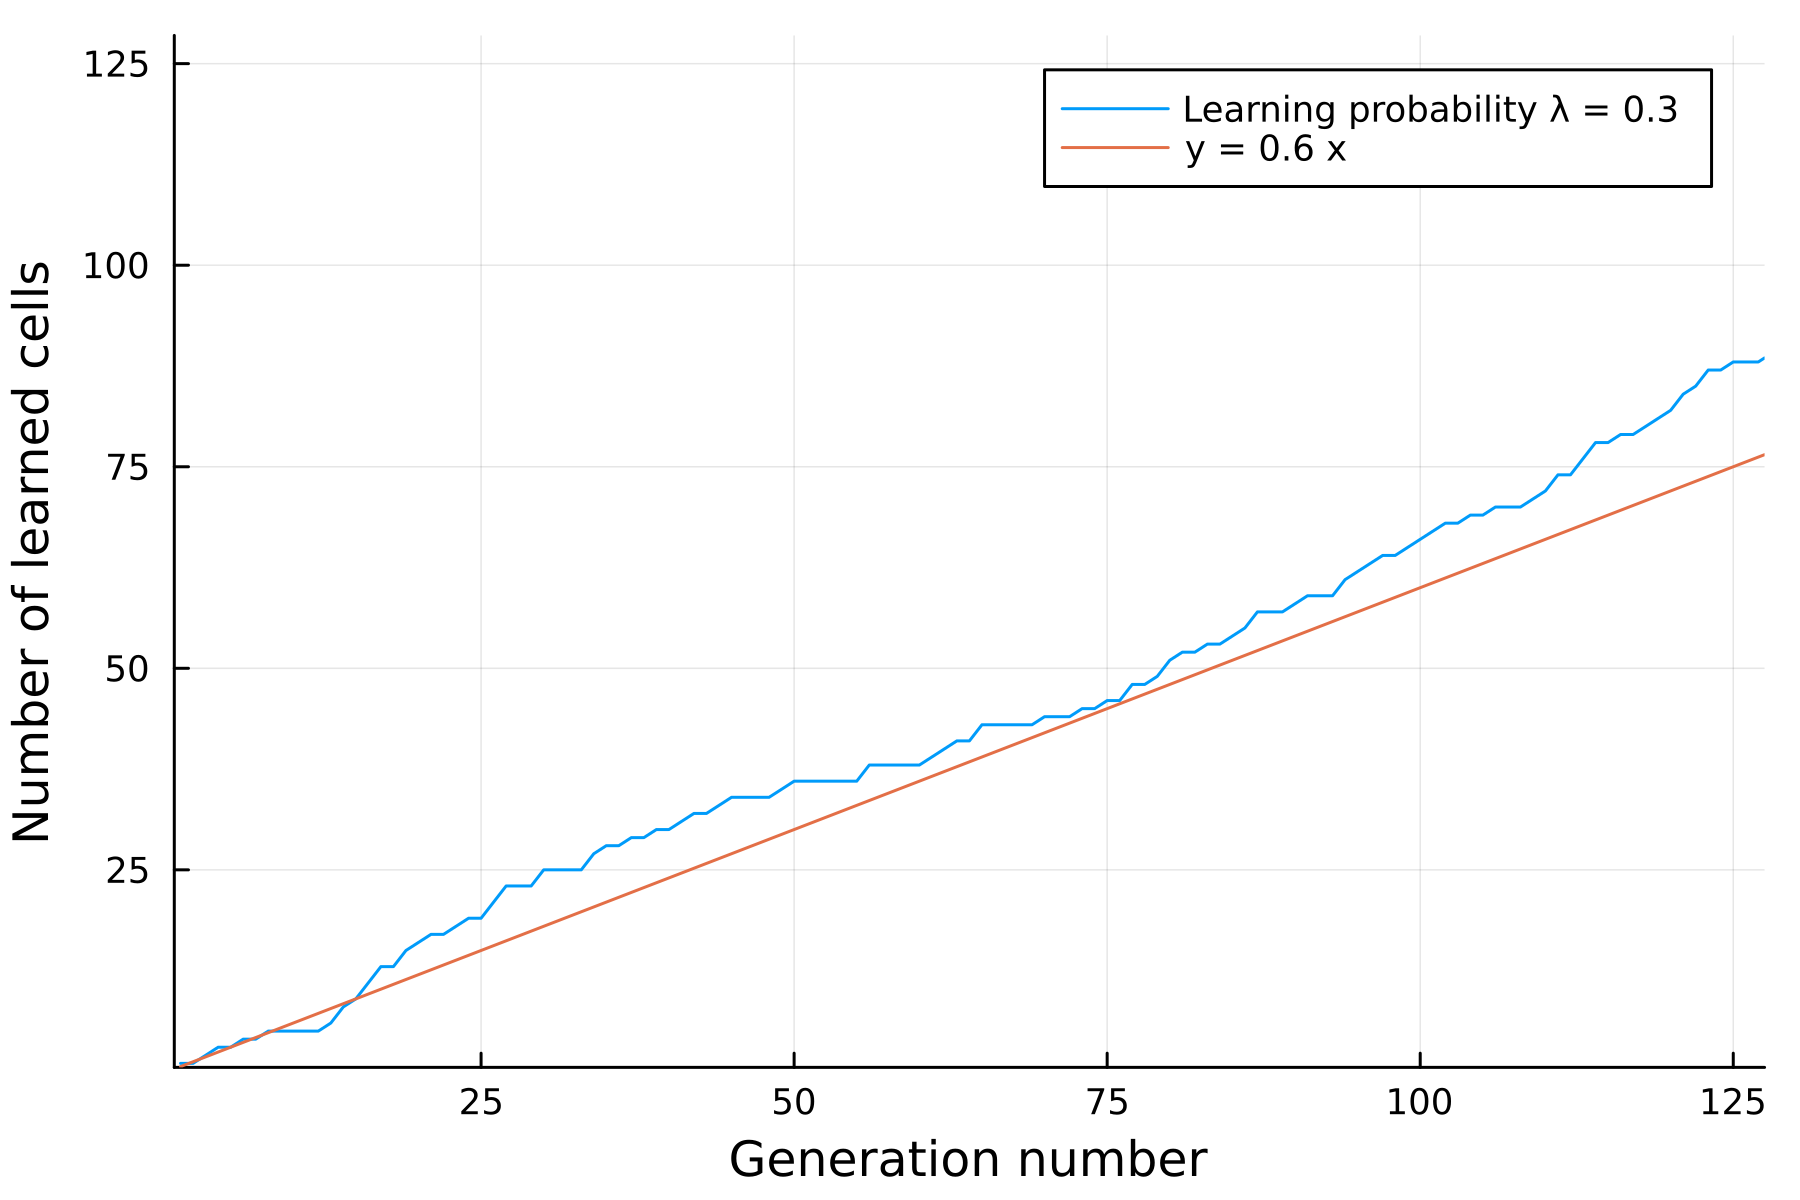 Learning probability λ = 0.3
y = 0.6 x
125
100
75
50
25
Number of learned cells
25 50 75 100 125
Generation number